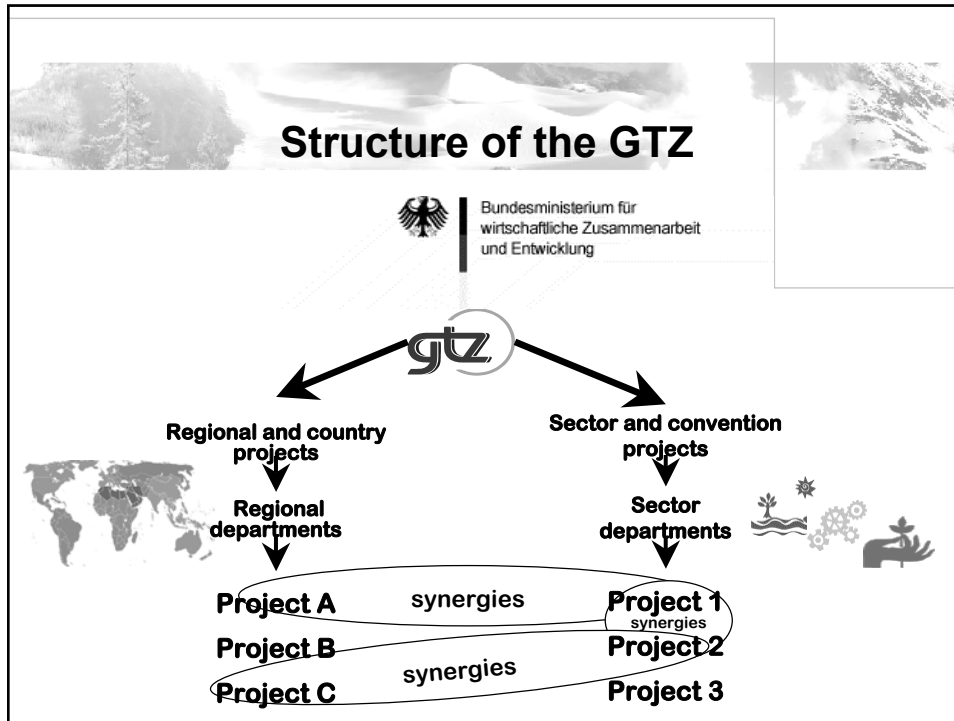 Structure of the GTZ
Bundesministerium für
wirtschaftliche Zusammenarbeit
und Entwicklung
gtz
Regional and country
projects
Regional
departments
Sector and convention
projects
Sector
departments
Project A
synergies
Project 1
synergies
Project B
Project 2
synergies
Project C
Project 3